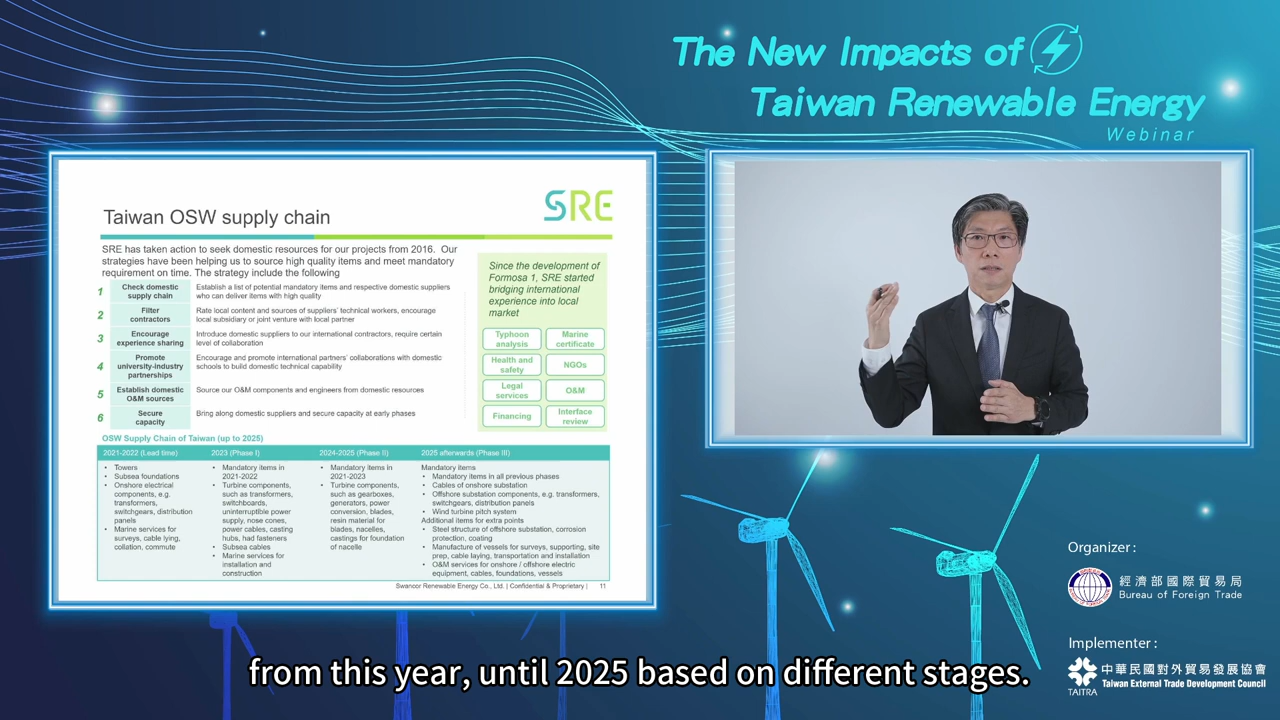 The New Impacts of
Taiwan Renewable Energy
Webinar
SRE
Taiwan OSW supply chain
SRE has taken action to seek domestic resources for our projects from 2016. Our
strategies have been helping us to source high quality items and meet mandatory
requirement on time. The strategy include the following
1
Check domestic
supply chain
Establish a list of potential mandatory items and respective domestic suppliers
who can deliver items with high quality
2
Filter
contractors
Rate local content and sources of suppliers' technical workers, encourage
local subsidiary or joint venture with local partner
3
Encourage
experience sharing
Introduce domestic suppliers to our international contractors, require certain
level of collaboration
4
Promote
university-industry
partnerships
Encourage and promote international partners' collaborations with domestic
schools to build domestic technical capability
5
Establish domestic
O&M sources
Source our O&M components and engineers from domestic resources
6
Secure
capacity
Bring along domestic suppliers and secure capacity at early phases
Since the development of
Formosa 1, SRE started
bridging international
experience into local
market
Typhoon
analysis
Marine
certificate
Health and
safety
NGOs
Legal
services
O&M
Financing
Interface
review
OSW Supply Chain of Taiwan (up to 2025)
2021-2022 (Lead time)
2023 (Phase I)
2024-2025 (Phase II)
2025 afterwards (Phase III)
• Towers
• Subsea foundations
• Onshore electrical
components, e.g.
transformers,
switchgears, distribution
panels
• Marine services for
surveys, cable lying,
collation, commute
• Mandatory items in
2021-2022
• Turbine components,
such as transformers,
switchboards,
uninterruptible power
supply, nose cones,
power cables, casting
hubs, had fasteners
• Subsea cables
• Marine services for
installation and
construction
• Mandatory items in
2021-2023
• Turbine components,
such as gearboxes,
generators, power
conversion, blades,
resin material for
blades, nacelles,
castings for foundation
of nacelle
Mandatory items
• Mandatory items in all previous phases
• Cables of onshore substation
• Offshore substation components, e.g. transformers,
switchgears, distribution panels
• Wind turbine pitch system
Additional items for extra points
• Steel structure of offshore substation, corrosion
protection, coating
• Manufacture of vessels for surveys, supporting, site
prep, cable laying, transportation and installation
• O&M services for onshore / offshore electric
equipment, cables, foundations, vessels
Swancor Renewable Energy Co., Ltd. | Confidential & Proprietary | 11
Organizer :
經濟部國際貿易局
Bureau of Foreign Trade
Implementer :
TAITRA
中華民國對外貿易發展協會
Taiwan External Trade Development Council
from this year, until 2025 based on different stages.